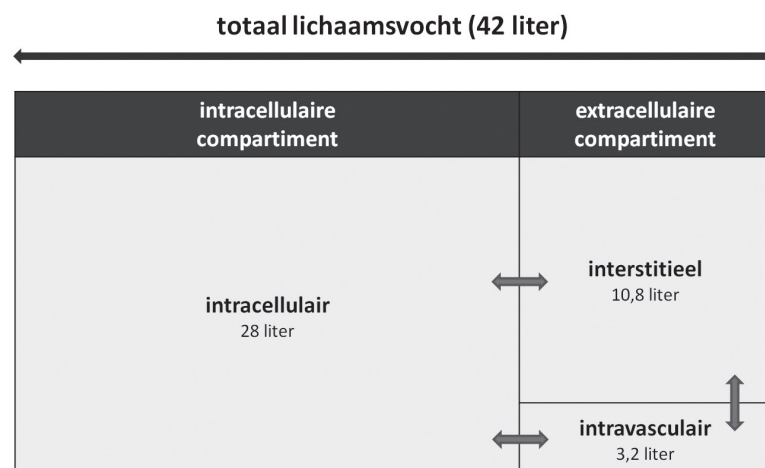 totaal lichaamsvocht (42 liter)
intracellulaire
compartiment
extracellulaire
compartiment
intracellulair
28 liter
interstitieel
10,8 liter
intravasculair
3,2 liter